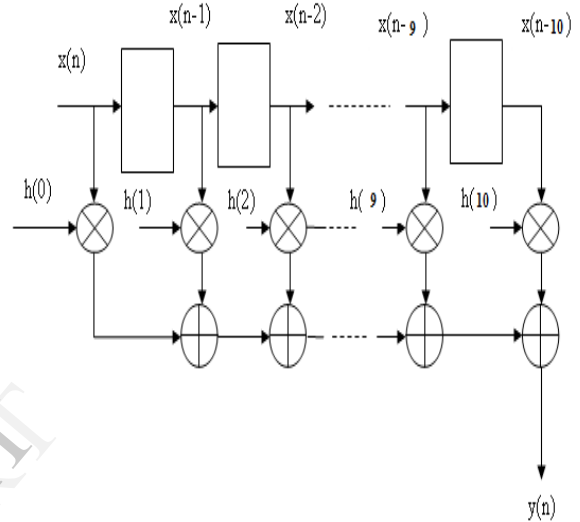 x(n)
x(n-1)
x(n-2)
x(n-9)
x(n-10)
h(0)
h(1)
h(2)
h(9)
h(10)
y(n)